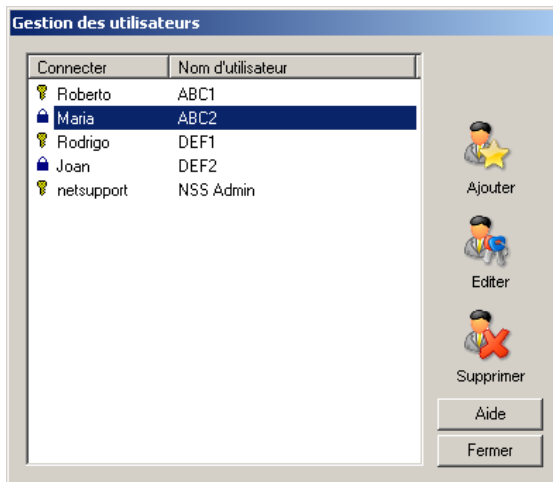 Gestion des utilisateurs
Connecter Nom d'utilisateur
Roberto ABC1
Maria ABC2
Rodrigo DEF1
Joan DEF2
netsupport NSS Admin
Ajouter
Editer
Supprimer
Aide
Fermer